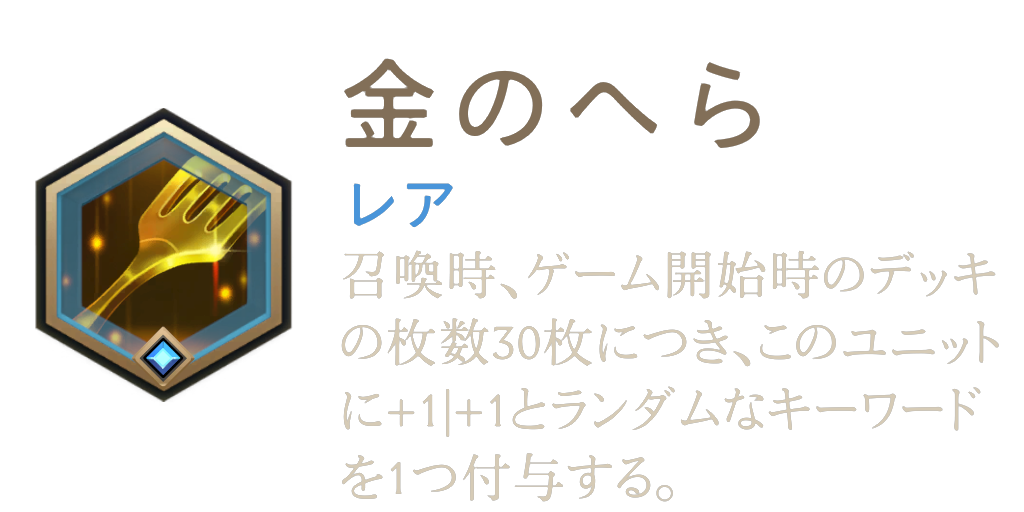 金のへら
レア
召喚時、ゲーム開始時のデッキ
の枚数30枚につき、このユニット
に+1|+1とランダムなキーワード
を1つ付与する。